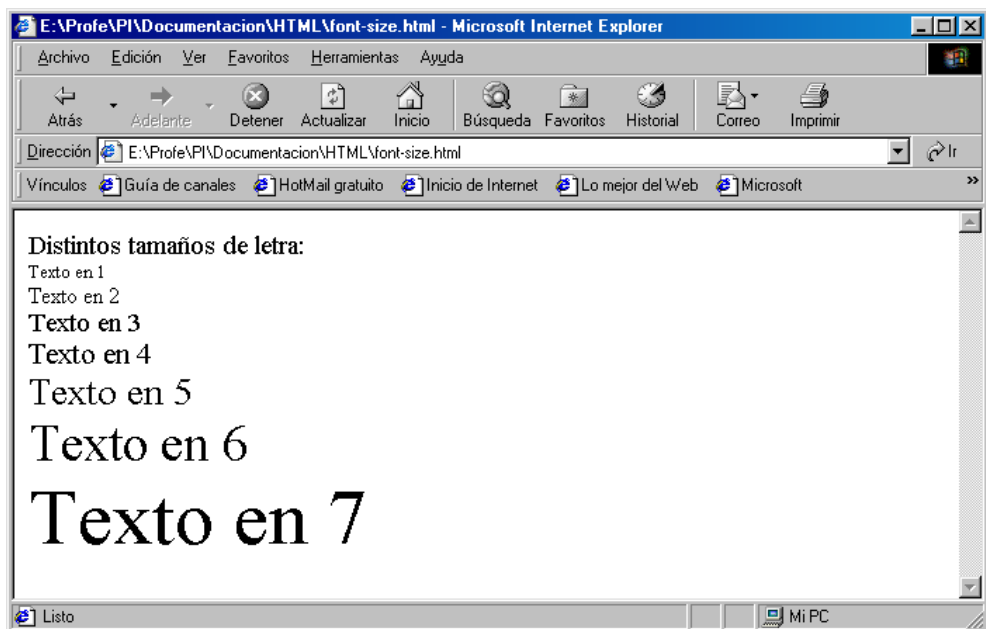 E:\Profe\PI\Documentacion\HTML\font-size.html - Microsoft Internet Explorer
Archivo Edición Ver Favoritos Herramientas Ayuda
Atrás Adelante Detener Actualizar Inicio Búsqueda Favoritos Historial Correo Imprimir
Dirección E:\Profe\PI\Documentacion\HTML\font-size.html Ir
Vínculos Guía de canales HotMail gratuito Inicio de Internet Lo mejor del Web Microsoft »
Distintos tamaños de letra:
Texto en 1
Texto en 2
Texto en 3
Texto en 4
Texto en 5
Texto en 6
Texto en 7
Listo Mi PC